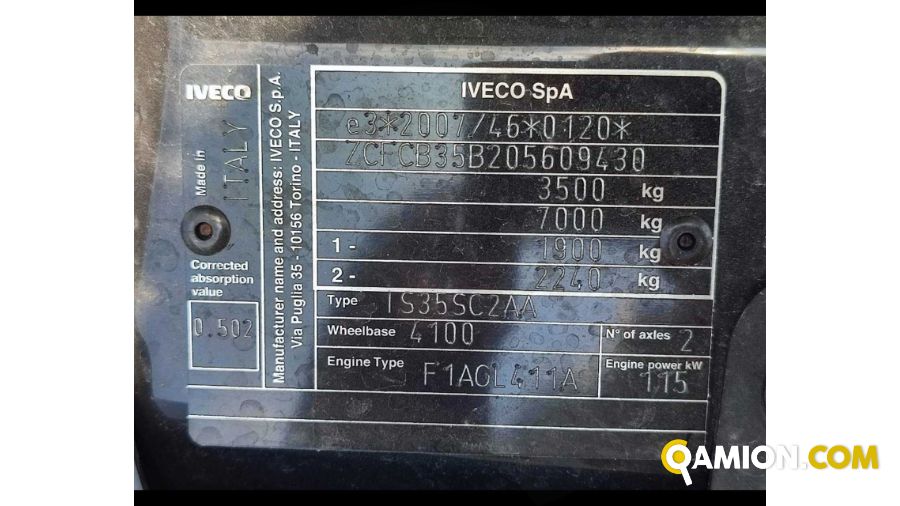 IVECO
Made in
ITALY
Corrected
absorption
value
0.502
Manufacturer name and address: IVECO S.p.A.
Via Puglia 35 - 10156 Torino - ITALY
IVECO SpA
e3*2007/46*0120*
ZCFCB35B205609430
3500 kg
7000 kg
1- 1900 kg
2- 2240 kg
Type IS35SC2AA
Wheelbase 4100
N° of axles 2
Engine Type F1AGL411A
Engine power kW
115
QAMION.COM